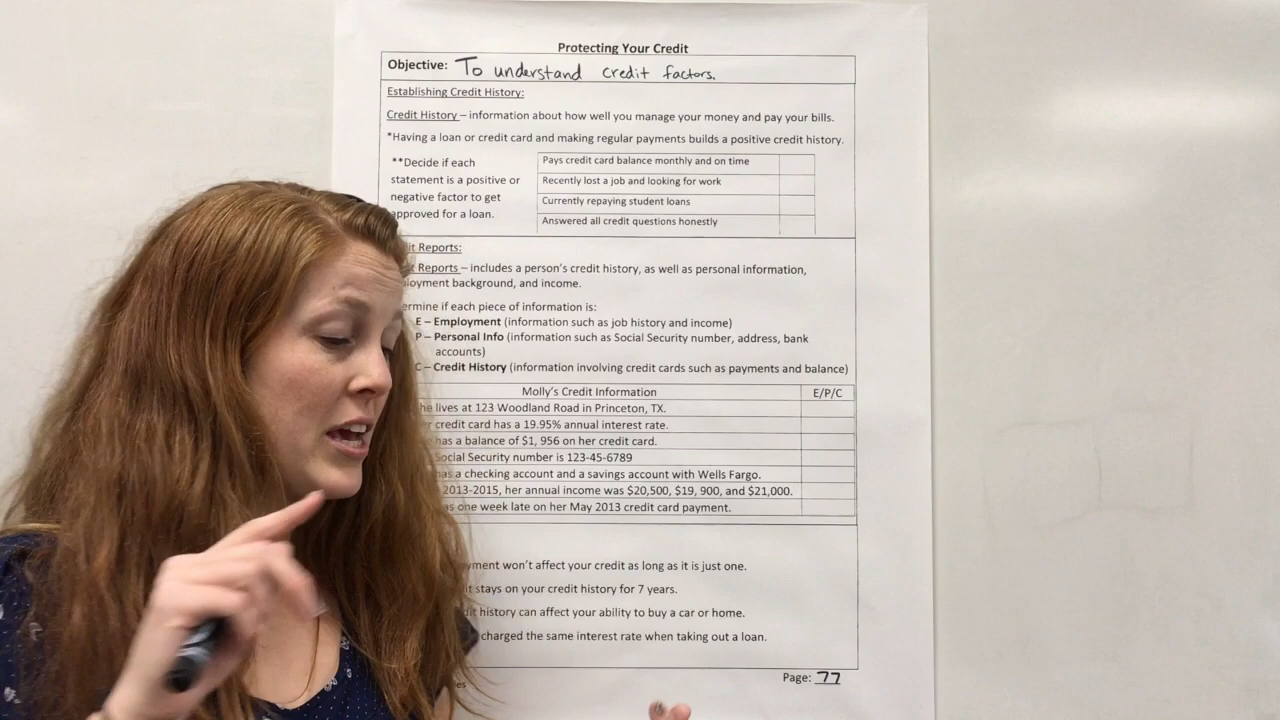 Protecting Your Credit
Objective: To understand credit factors.
Establishing Credit History:
Credit History – information about how well you manage your money and pay your bills.
*Having a loan or credit card and making regular payments builds a positive credit history.
**Decide if each
statement is a positive or
negative factor to get
approved for a loan.
Pays credit card balance monthly and on time
Recently lost a job and looking for work
Currently repaying student loans
Answered all credit questions honestly
Reports:
Reports – includes a person's credit history, as well as personal information,
background, and income.
if each piece of information is:
E – Employment (information such as job history and income)
P – Personal Info (information such as Social Security number, address, bank
accounts)
C – Credit History (information involving credit cards such as payments and balance)
Molly's Credit Information E/P/C
lives at 123 Woodland Road in Princeton, TX.
credit card has a 19.95% annual interest rate.
has a balance of $1, 956 on her credit card.
Social Security number is 123-45-6789
a checking account and a savings account with Wells Fargo.
2013-2015, her annual income was $20,500, $19, 900, and $21,000.
one week late on her May 2013 credit card payment.
won't affect your credit as long as it is just one.
stays on your credit history for 7 years.
history can affect your ability to buy a car or home.
charged the same interest rate when taking out a loan.
Page: 77